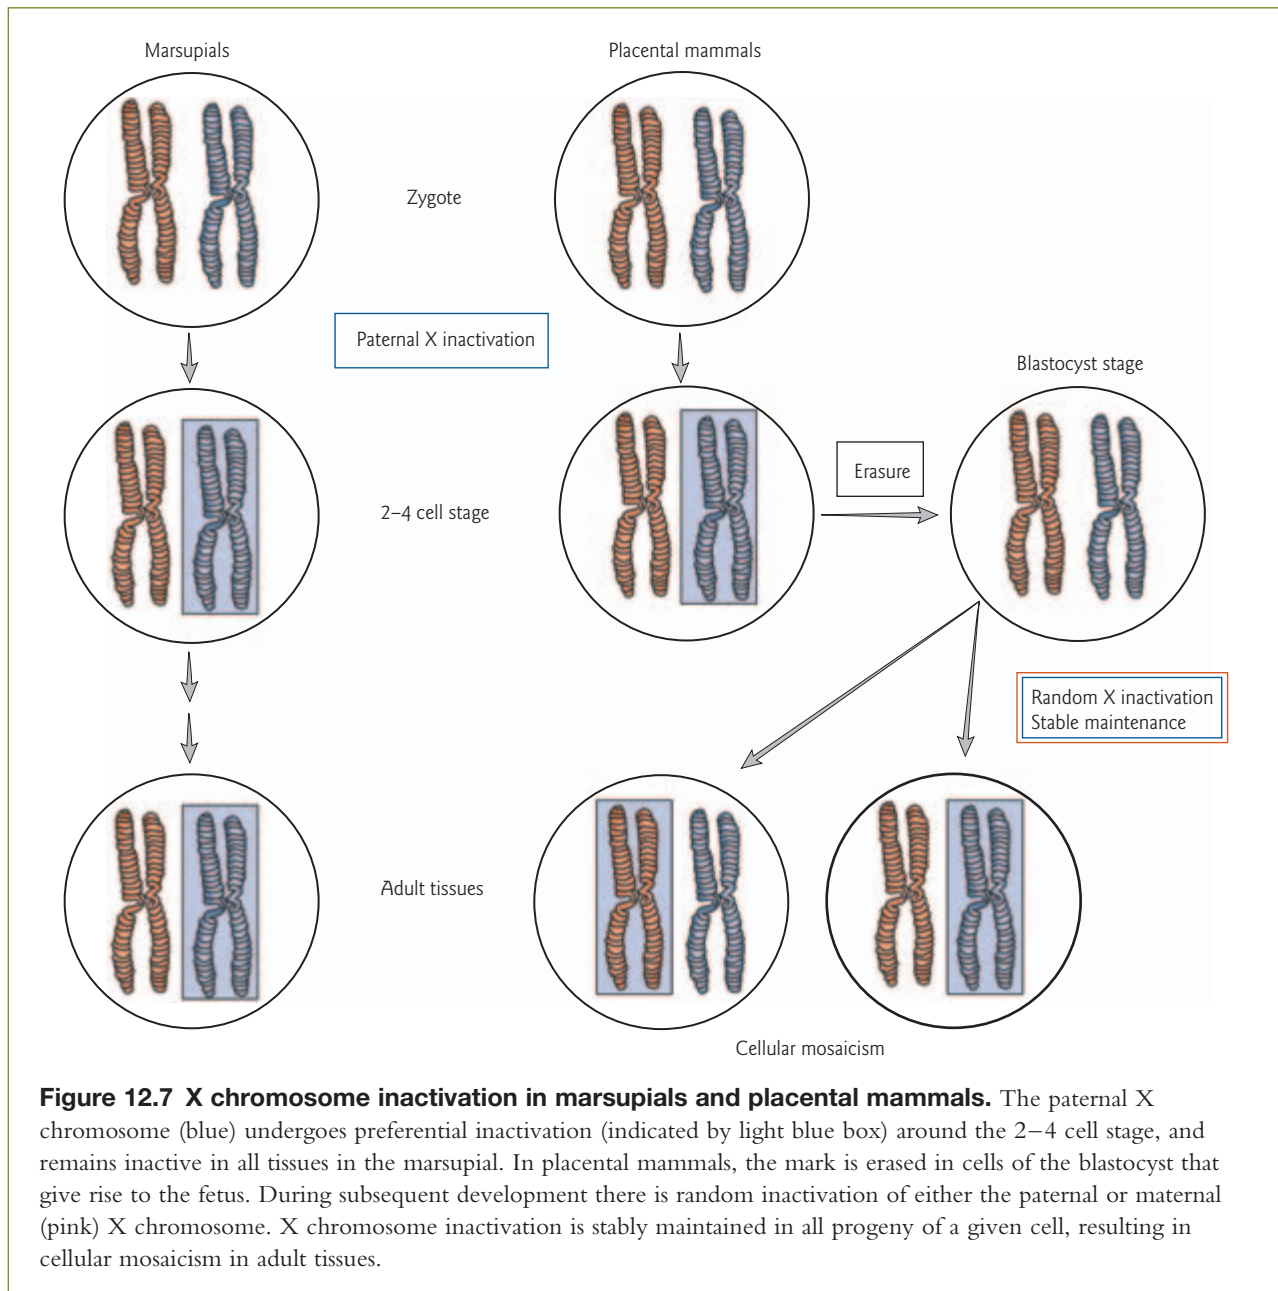 Marsupials
Placental mammals
Zygote
Paternal X inactivation
Blastocyst stage
Erasure
2–4 cell stage
Random X inactivation
Stable maintenance
Adult tissues
Cellular mosaicism
Figure 12.7 X chromosome inactivation in marsupials and placental mammals. The paternal X
chromosome (blue) undergoes preferential inactivation (indicated by light blue box) around the 2–4 cell stage, and
remains inactive in all tissues in the marsupial. In placental mammals, the mark is erased in cells of the blastocyst that
give rise to the fetus. During subsequent development there is random inactivation of either the paternal or maternal
(pink) X chromosome. X chromosome inactivation is stably maintained in all progeny of a given cell, resulting in
cellular mosaicism in adult tissues.